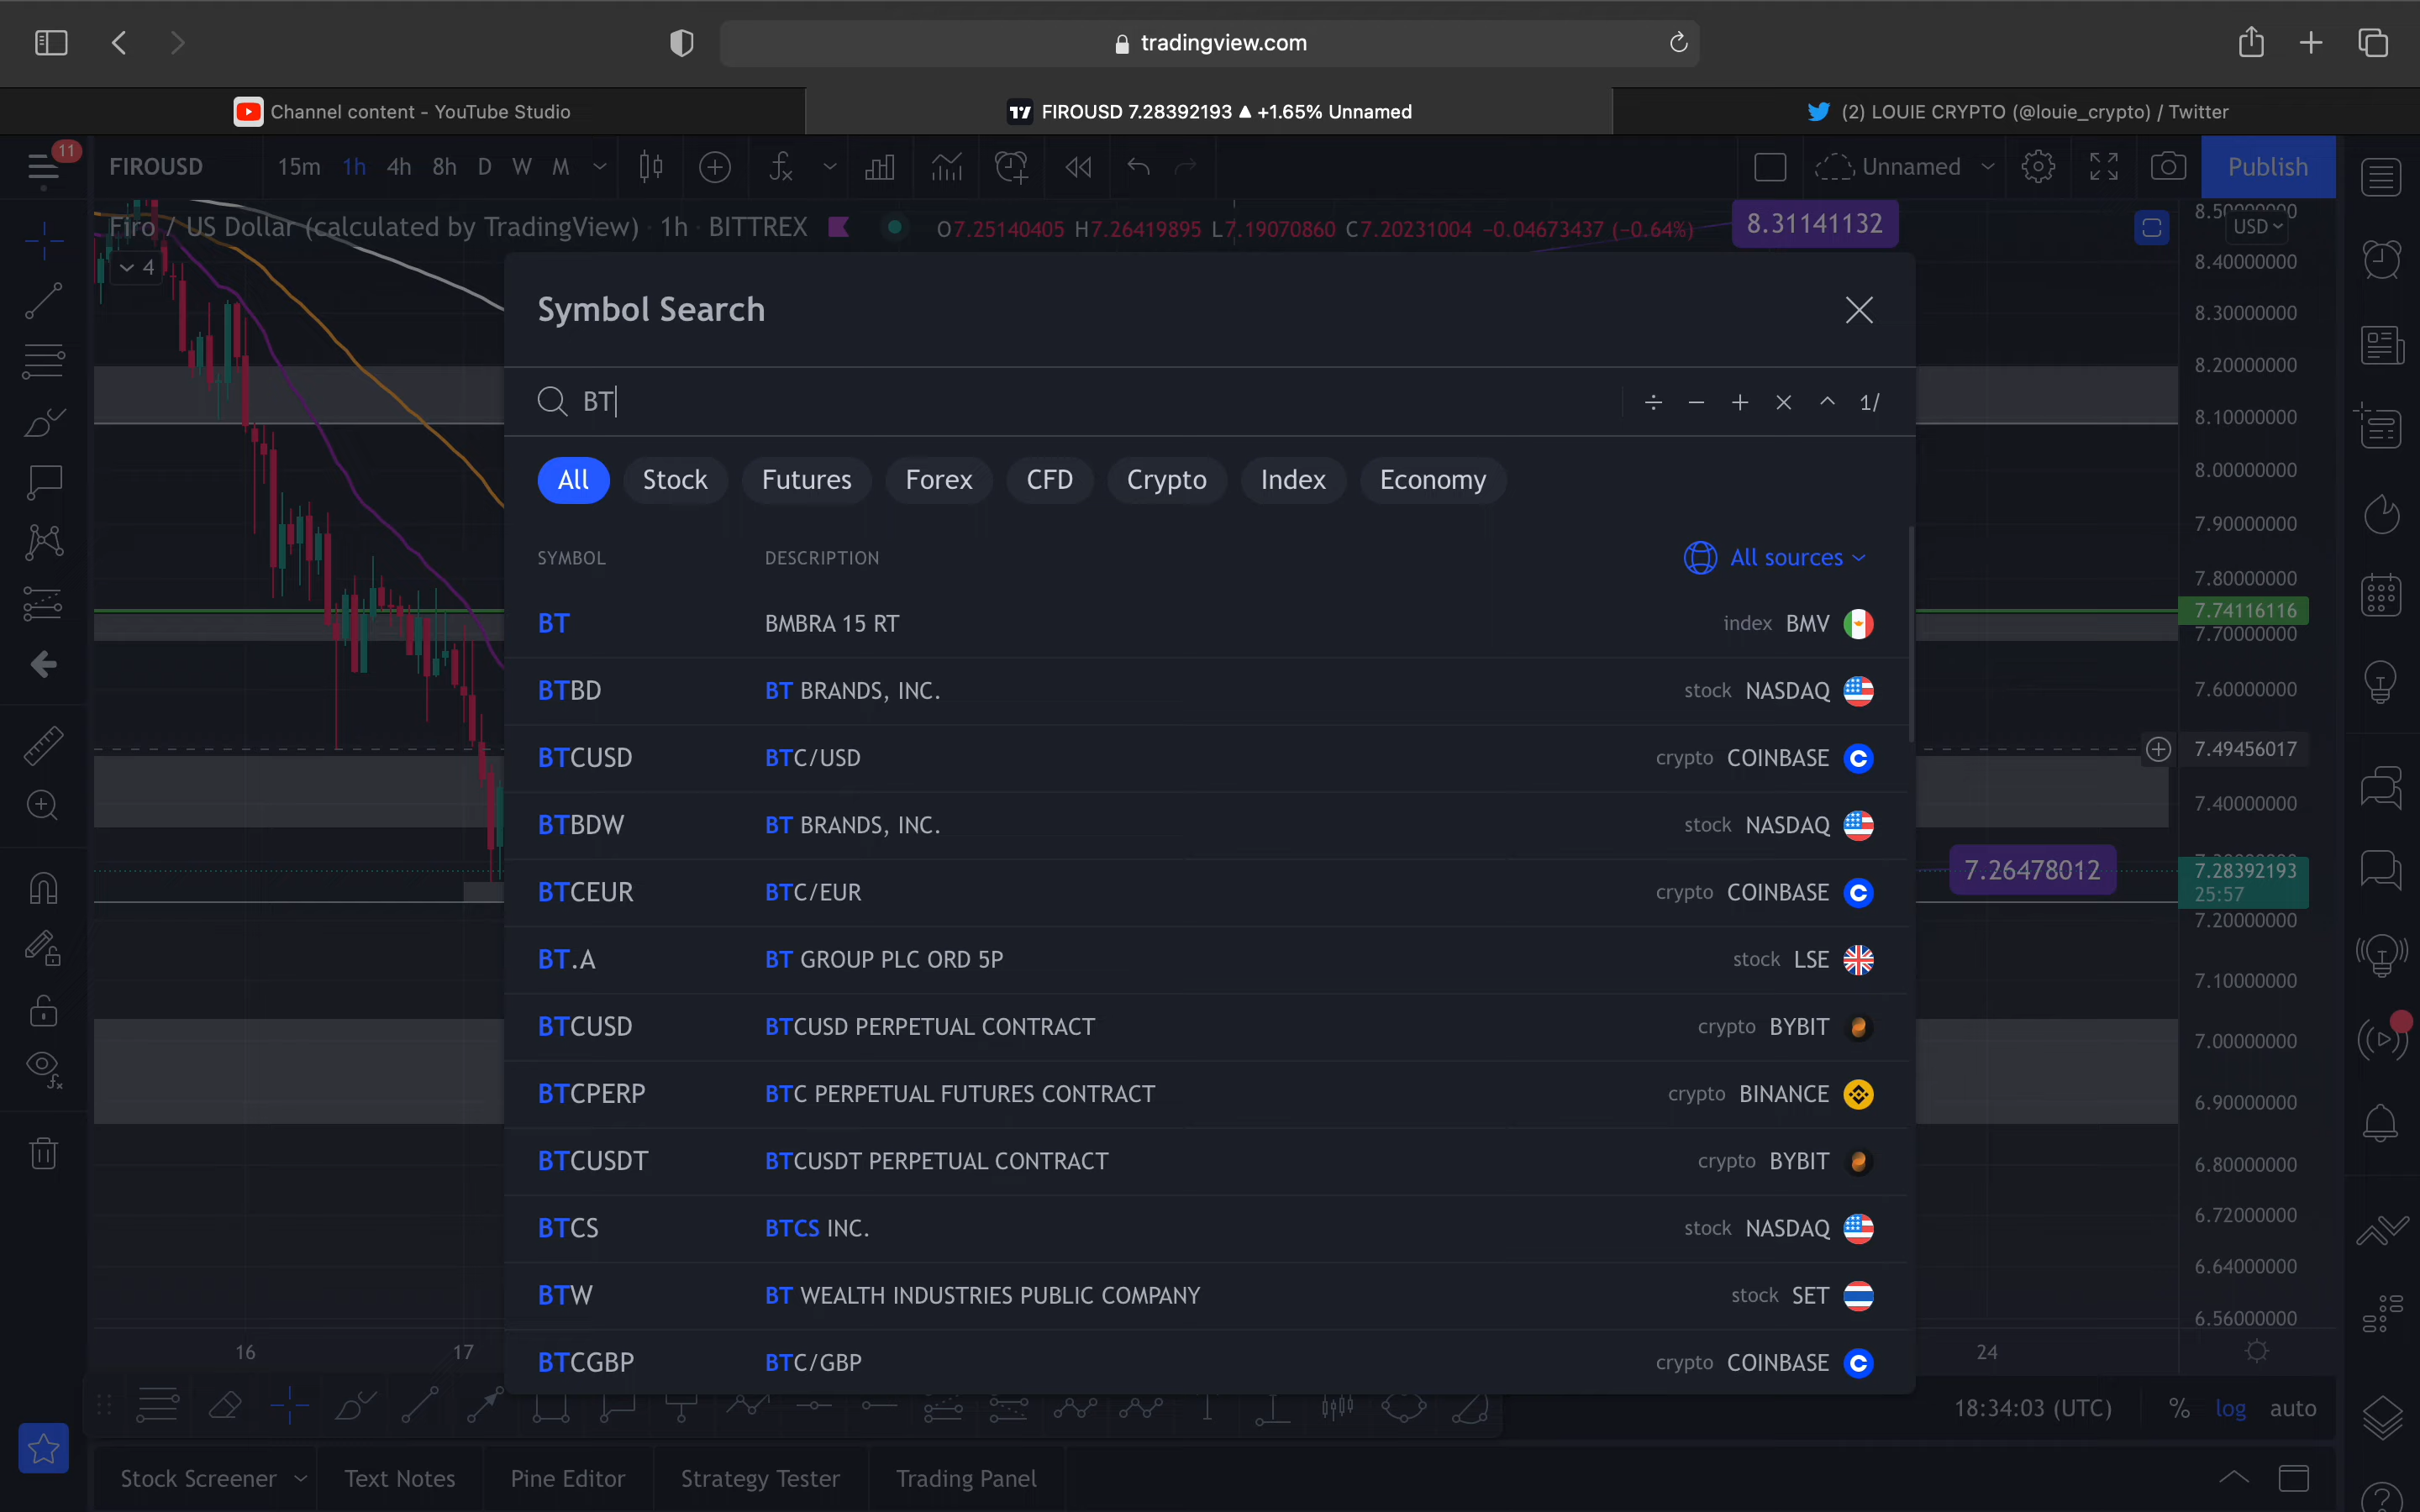 tradingview.com
Channel content - YouTube Studio
FIROUSD 7.28392193 ▲ +1.65% Unnamed
(2) LOUIE CRYPTO (@louie_crypto) / Twitter
11
FIROUSD 15m 1h 4h 8h D W M
Unnamed Publish
Firo / US Dollar (calculated by TradingView) · 1h · BITTREX
O7.25140405 H7.26419895 L7.19070860 C7.20231004 −0.04673437 (−0.64%)
8.31141132
USD
4
Symbol Search
BT
÷ − + × ^ 1/
All Stock Futures Forex CFD Crypto Index Economy
SYMBOL DESCRIPTION All sources
BT BMBRA 15 RT index BMV
BTBD BT BRANDS, INC. stock NASDAQ
BTCUSD BTC/USD crypto COINBASE
BTBDW BT BRANDS, INC. stock NASDAQ
BTCEUR BTC/EUR crypto COINBASE
BT.A BT GROUP PLC ORD 5P stock LSE
BTCUSD BTCUSD PERPETUAL CONTRACT crypto BYBIT
BTCPERP BTC PERPETUAL FUTURES CONTRACT crypto BINANCE
BTCUSDT BTCUSDT PERPETUAL CONTRACT crypto BYBIT
BTCS BTCS INC. stock NASDAQ
BTW BT WEALTH INDUSTRIES PUBLIC COMPANY stock SET
BTCGBP BTC/GBP crypto COINBASE
8.40000000
8.30000000
8.20000000
8.10000000
8.00000000
7.90000000
7.80000000
7.74116116
7.70000000
7.60000000
7.49456017
7.40000000
7.26478012
7.28392193
25:57
7.20000000
7.10000000
7.00000000
6.90000000
6.80000000
6.72000000
6.64000000
6.56000000
16 17 24
18:34:03 (UTC) % log auto
Stock Screener Text Notes Pine Editor Strategy Tester Trading Panel